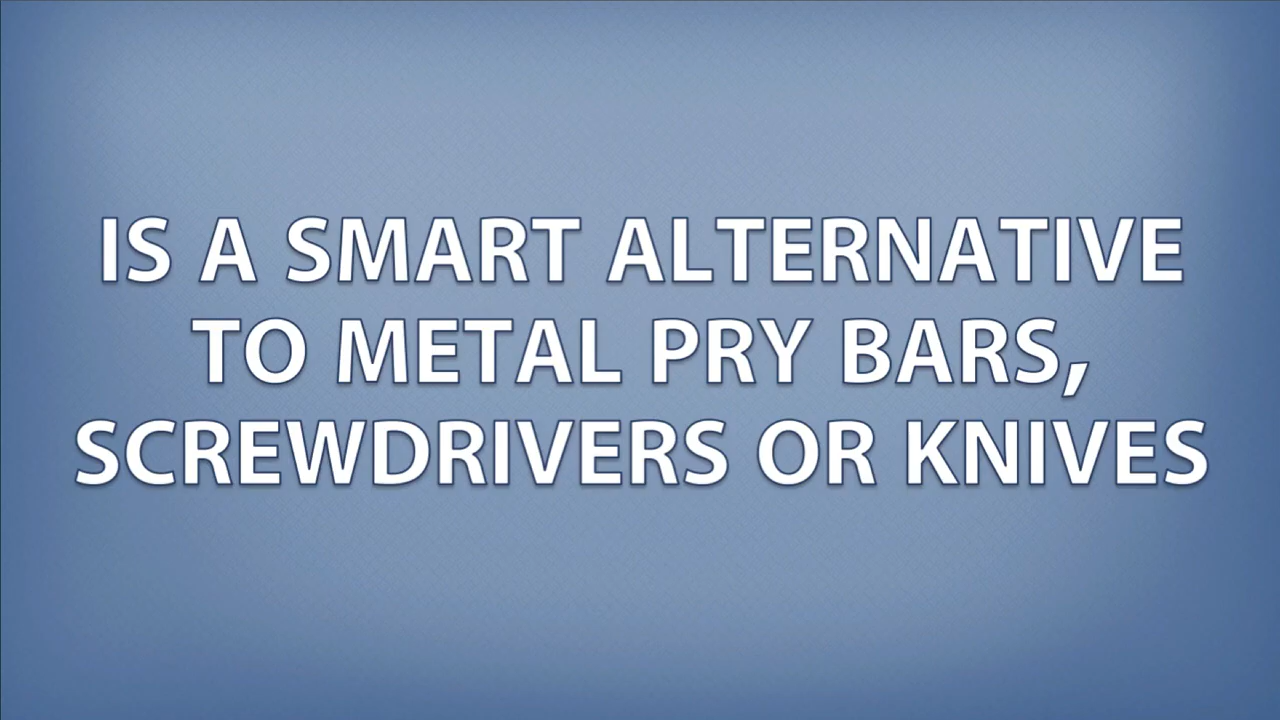 IS A SMART ALTERNATIVE
TO METAL PRY BARS,
SCREWDRIVERS OR KNIVES